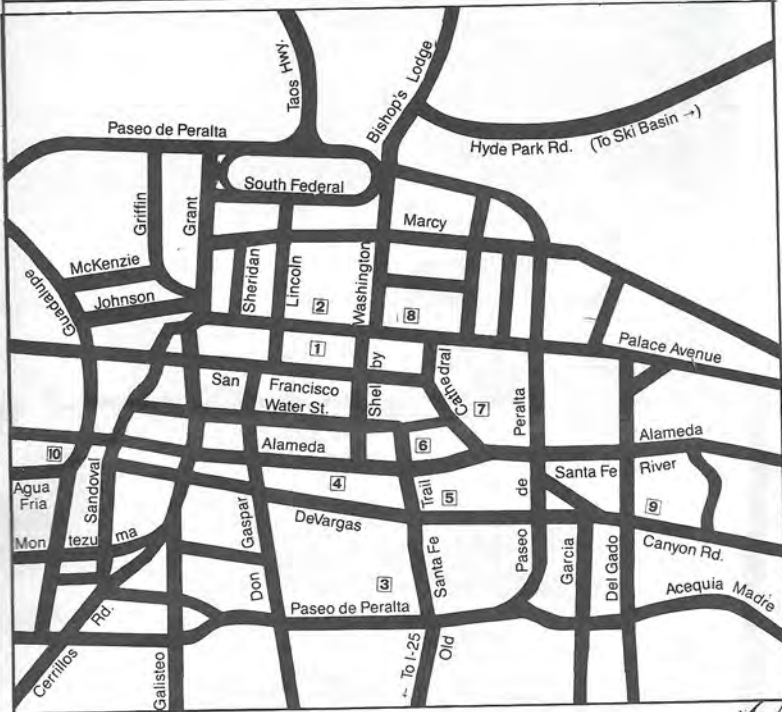 Taos Hwy.
Bishop's Lodge
Paseo de Peralta
Hyde Park Rd.
(To Ski Basin →)
South Federal
Griffin
Grant
Marcy
McKenzie
Guadalupe
Johnson
Sheridan
Lincoln
Washington
2
8
1
Palace Avenue
San Francisco
Water St.
Shelby
Cathedral
7
Peralta
Alameda
6
Alameda
10
Sandoval
4
Trail
5
Santa Fe River
Agua
Fria
9
Gaspar
DeVargas
de
Montezuma
Canyon Rd.
Don
3
Santa Fe
Paseo
Garcia
Del Gado
Acequia Madre
Paseo de Peralta
Cerrillos Rd.
Galisteo
← To I-25
Old